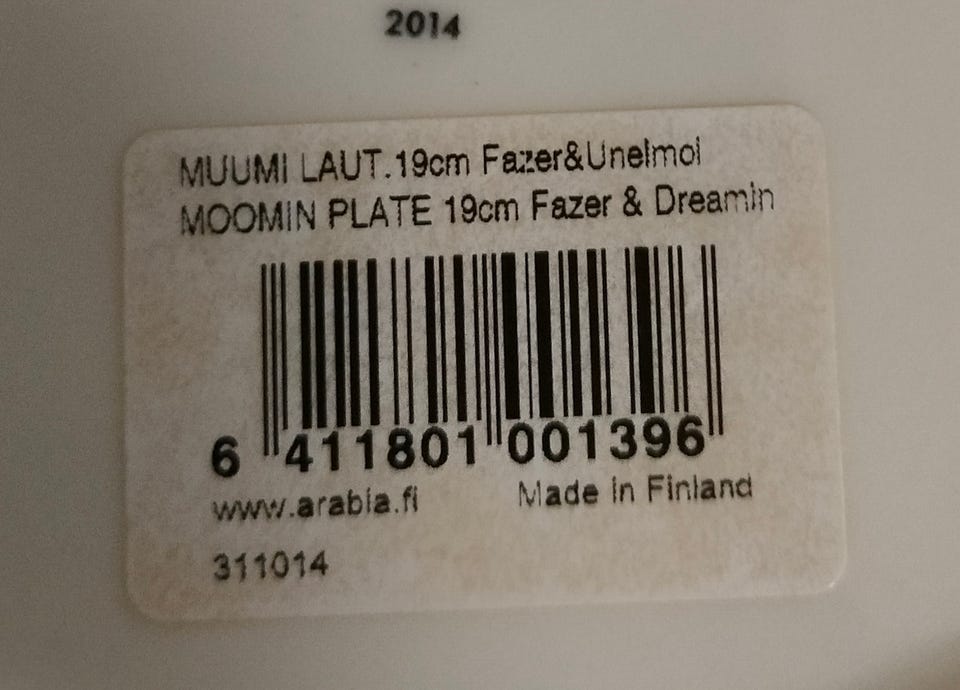 2014
MUUMI LAUT.19cm Fazer&Unelmoi
MOOMIN PLATE 19cm Fazer & Dreamin
6 411801 001396
www.arabia.fi Made in Finland
311014